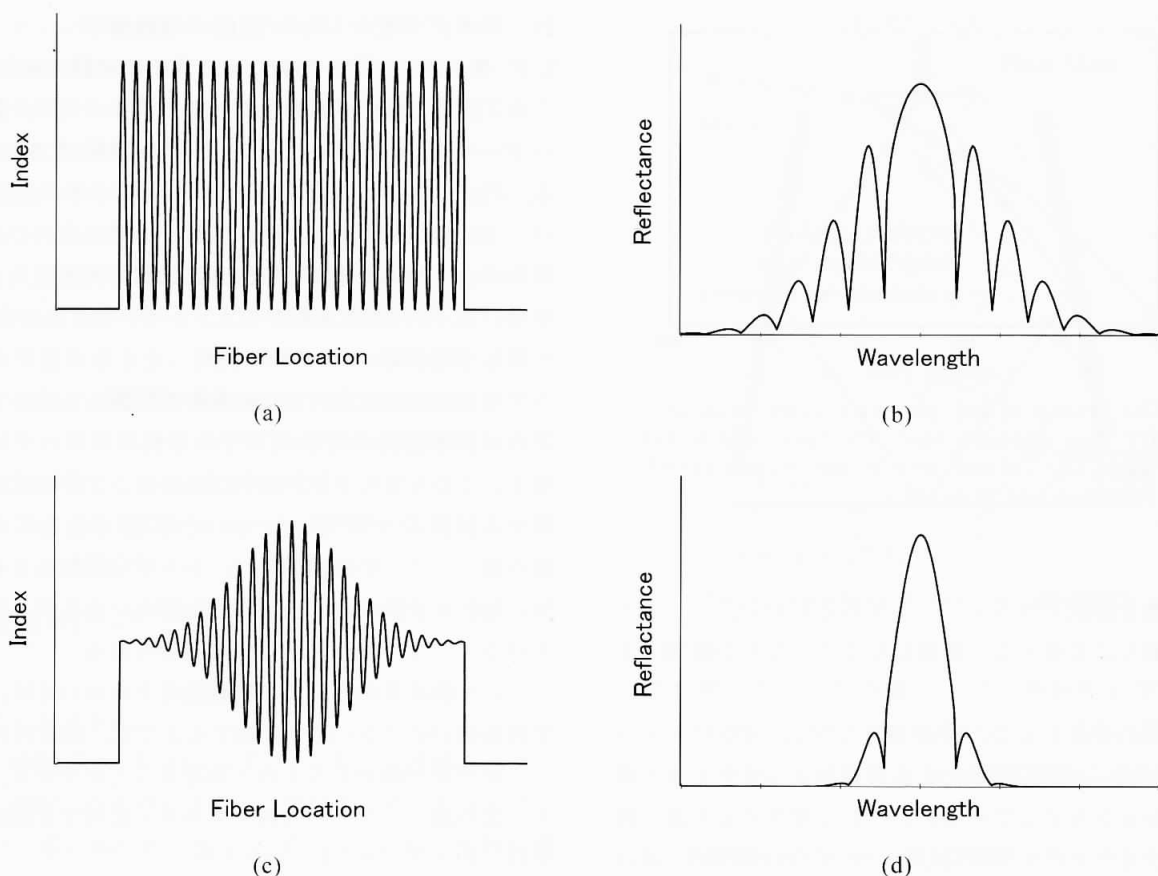 Index
Fiber Location
(a)
Reflectance
Wavelength
(b)
Index
Fiber Location
(c)
Reflactance
Wavelength
(d)